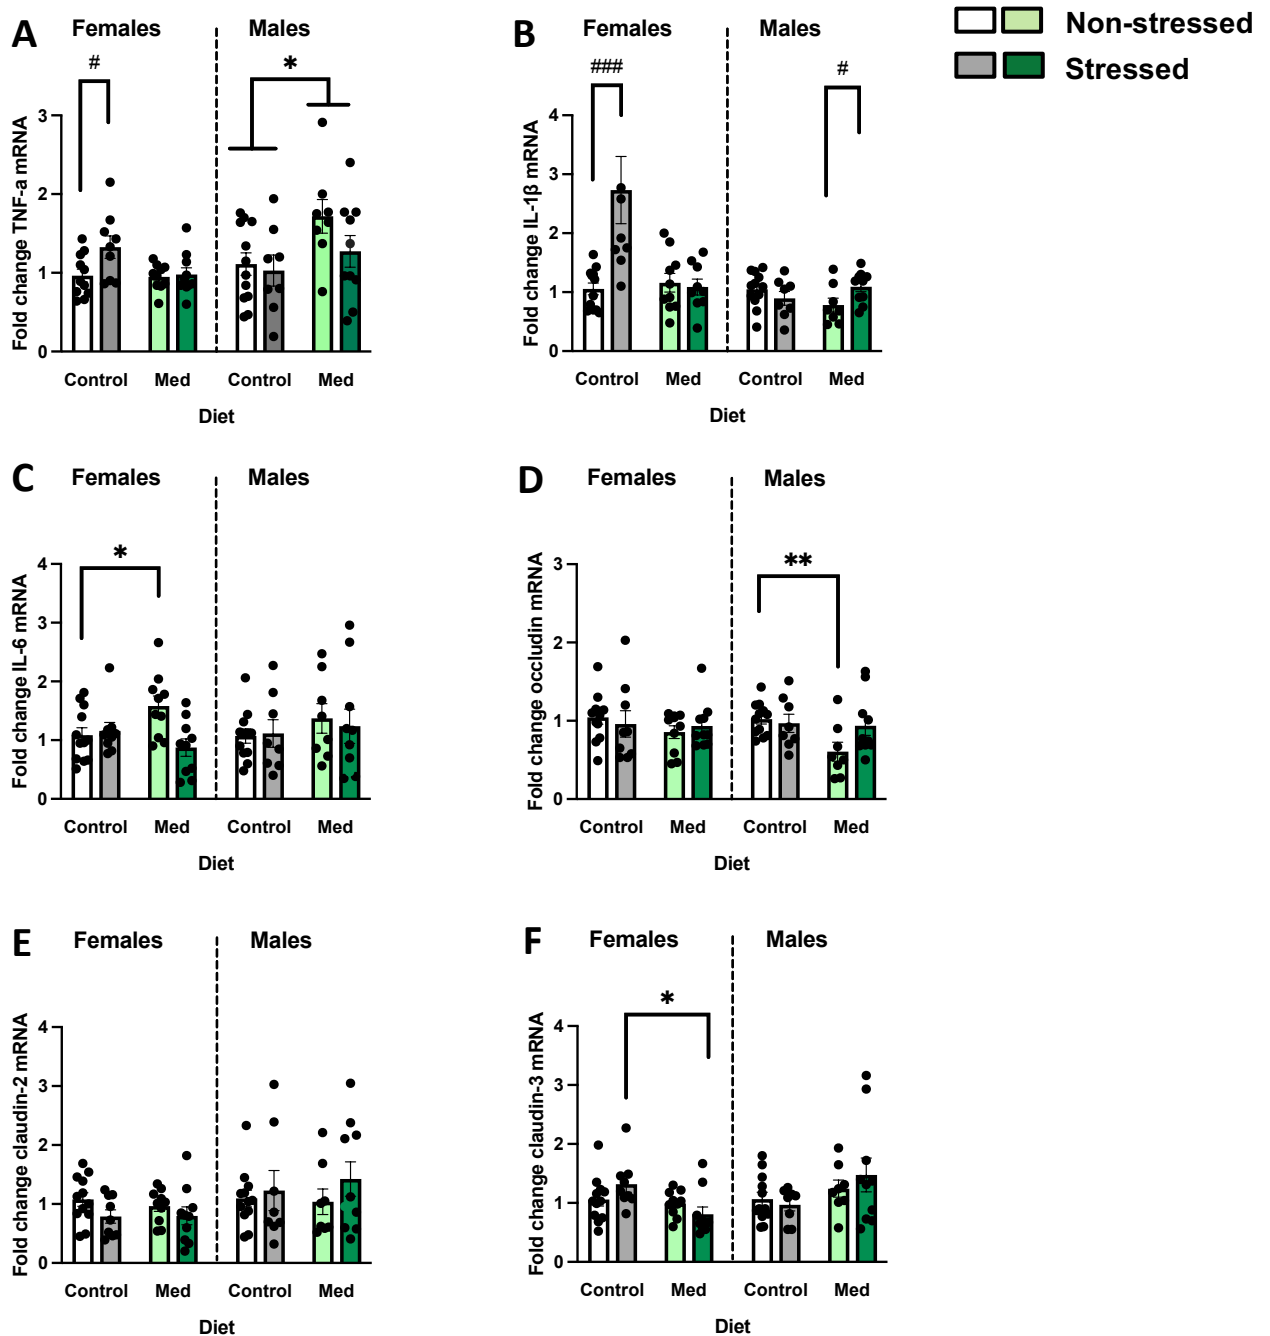 Non-stressed
Stressed
A
Females
Males
#
*
Fold change TNF-a mRNA
3
2
1
0
Control
Med
Control
Med
Diet
B
Females
Males
###
#
Fold change IL-1β mRNA
4
3
2
1
0
Control
Med
Control
Med
Diet
C
Females
Males
*
Fold change IL-6 mRNA
4
3
2
1
0
Control
Med
Control
Med
Diet
D
Females
Males
**
Fold change occludin mRNA
3
2
1
0
Control
Med
Control
Med
Diet
E
Females
Males
Fold change claudin-2 mRNA
4
3
2
1
0
Control
Med
Control
Med
Diet
F
Females
Males
*
Fold change claudin-3 mRNA
4
3
2
1
0
Control
Med
Control
Med
Diet